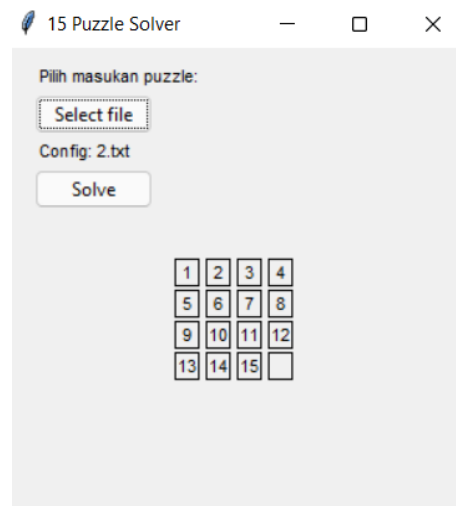 15 Puzzle Solver
Pilih masukan puzzle:
Select file
Config: 2.txt
Solve
1 2 3 4
5 6 7 8
9 10 11 12
13 14 15